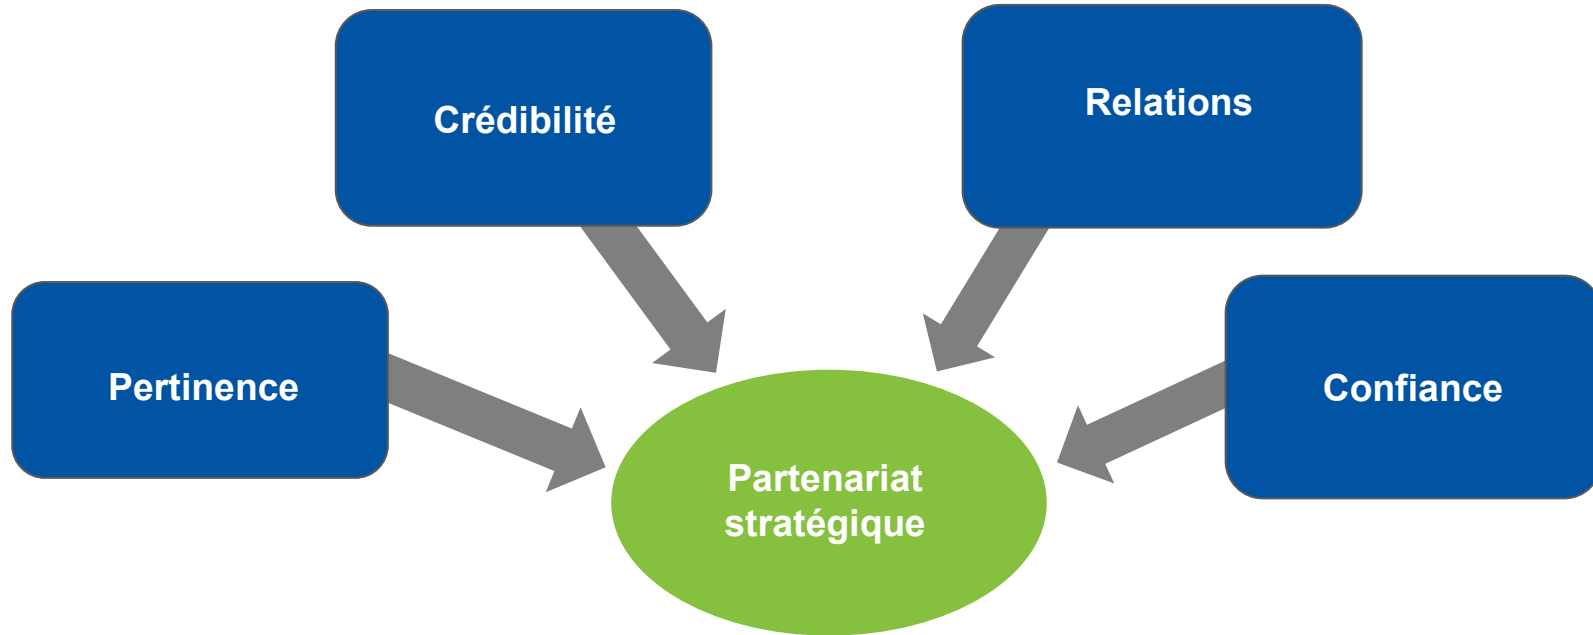 Crédibilité
Relations
Pertinence
Confiance
Partenariat
stratégique